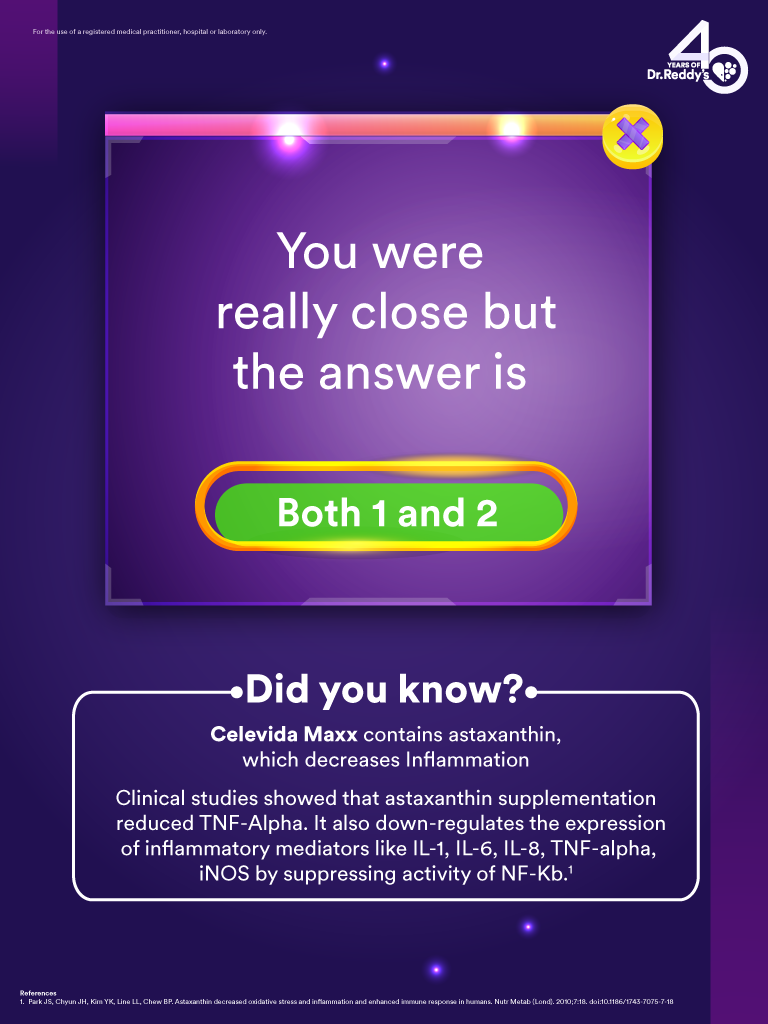 For the use of a registered medical practitioner, hospital or laboratory only.
40
YEARS OF
Dr.Reddy's
You were
really close but
the answer is
Both 1 and 2
Did you know?
Celevida Maxx contains astaxanthin,
which decreases Inflammation
Clinical studies showed that astaxanthin supplementation
reduced TNF-Alpha. It also down-regulates the expression
of inflammatory mediators like IL-1, IL-6, IL-8, TNF-alpha,
iNOS by suppressing activity of NF-Kb.¹
References
1. Park JS, Chyun JH, Kim YK, Line LL, Chew BP. Astaxanthin decreased oxidative stress and inflammation and enhanced immune response in humans. Nutr Metab (Lond). 2010;7:18. doi:10.1186/1743-7075-7-18